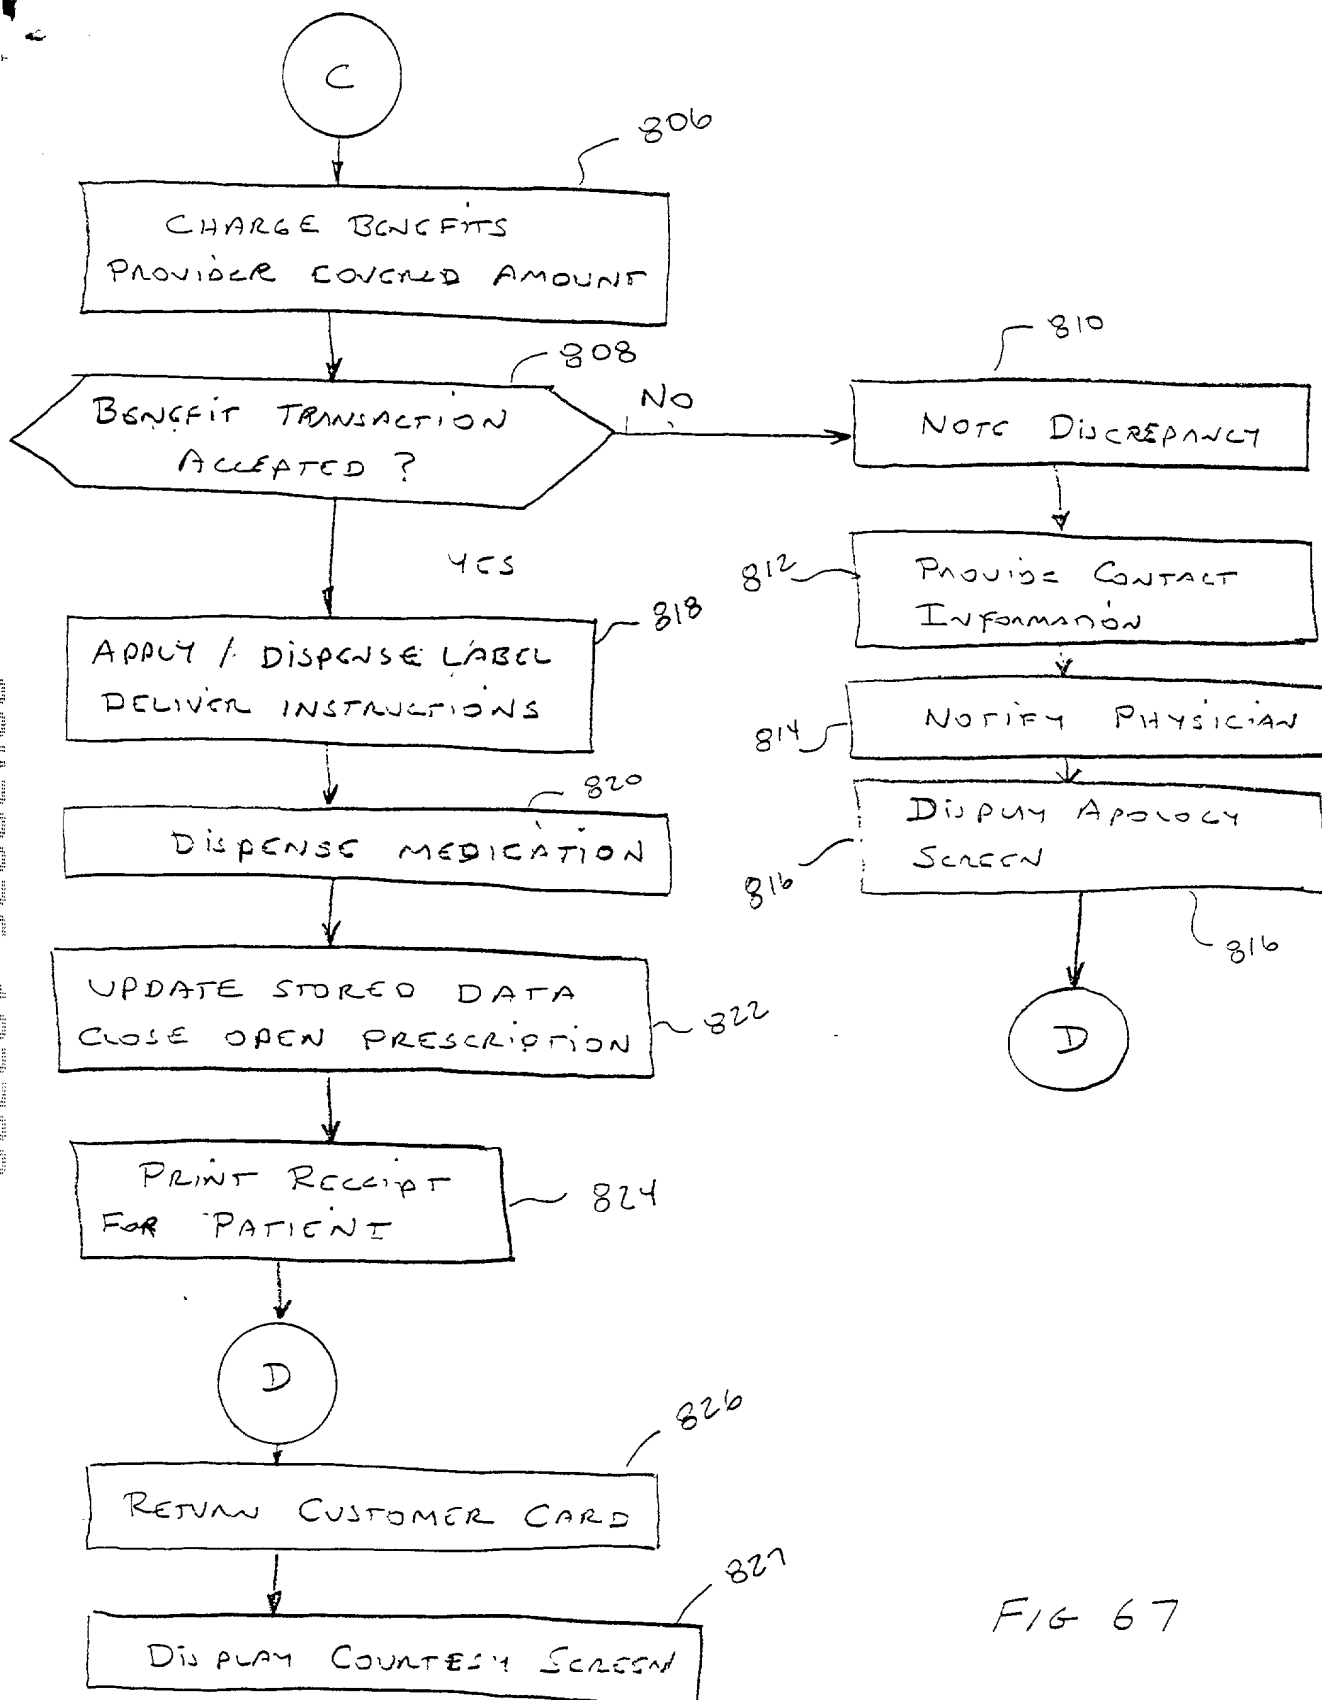 C
806
CHARGE BENEFITS
PROVIDER COVERED AMOUNT
808
BENEFIT TRANSACTION
ACCEPTED ?
NO
810
NOTE DISCREPANCY
YES
812
PROVIDE CONTACT
INFORMATION
818
APPLY / DISPENSE LABEL
DELIVER INSTRUCTIONS
814
NOTIFY PHYSICIAN
820
DISPENSE MEDICATION
816
DISPLAY APOLOGY
SCREEN
816
UPDATE STORED DATA
CLOSE OPEN PRESCRIPTION
822
D
PRINT RECEIPT
FOR PATIENT
824
D
826
RETURN CUSTOMER CARD
827
DISPLAY COURTESY SCREEN
FIG 67